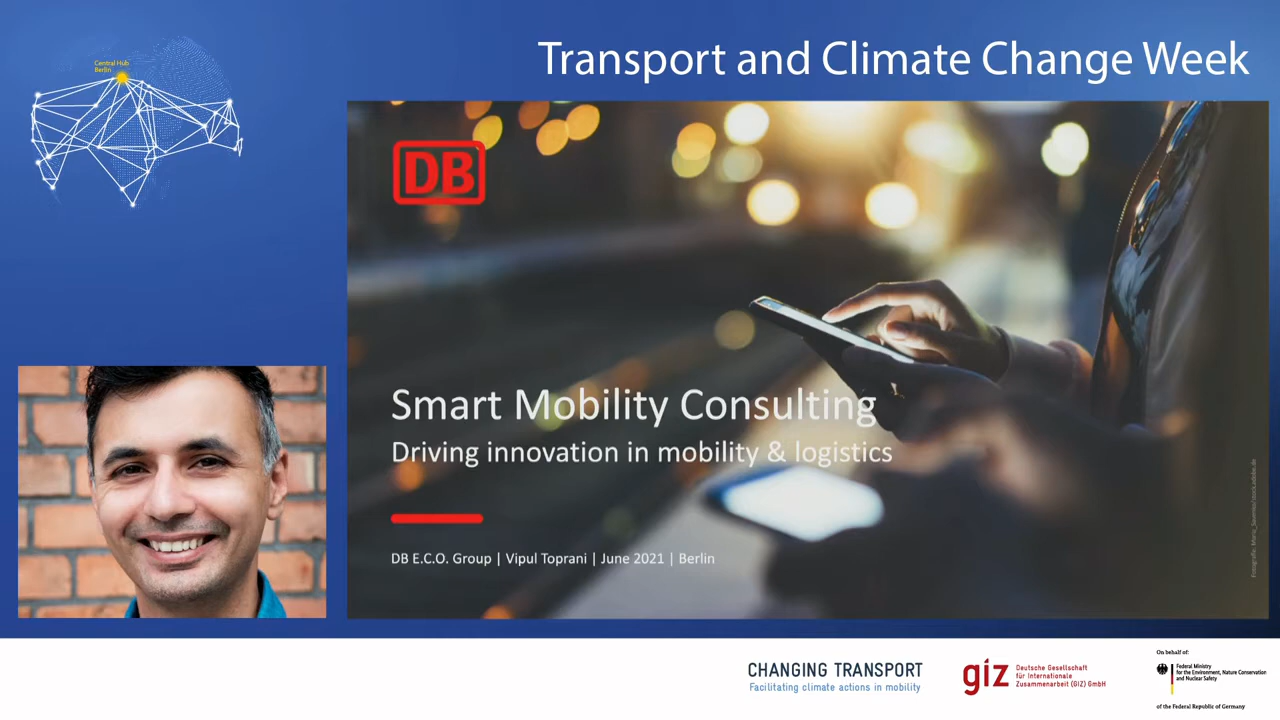 Transport and Climate Change Week
Central Hub
Berlin
DB
Smart Mobility Consulting
Driving innovation in mobility & logistics
DB E.C.O. Group | Vipul Toprani | June 2021 | Berlin
CHANGING TRANSPORT
Facilitating climate actions in mobility
giz
Deutsche Gesellschaft
für Internationale
Zusammenarbeit (GIZ) GmbH
On behalf of:
Federal Ministry
for the Environment, Nature Conservation
and Nuclear Safety
of the Federal Republic of Germany